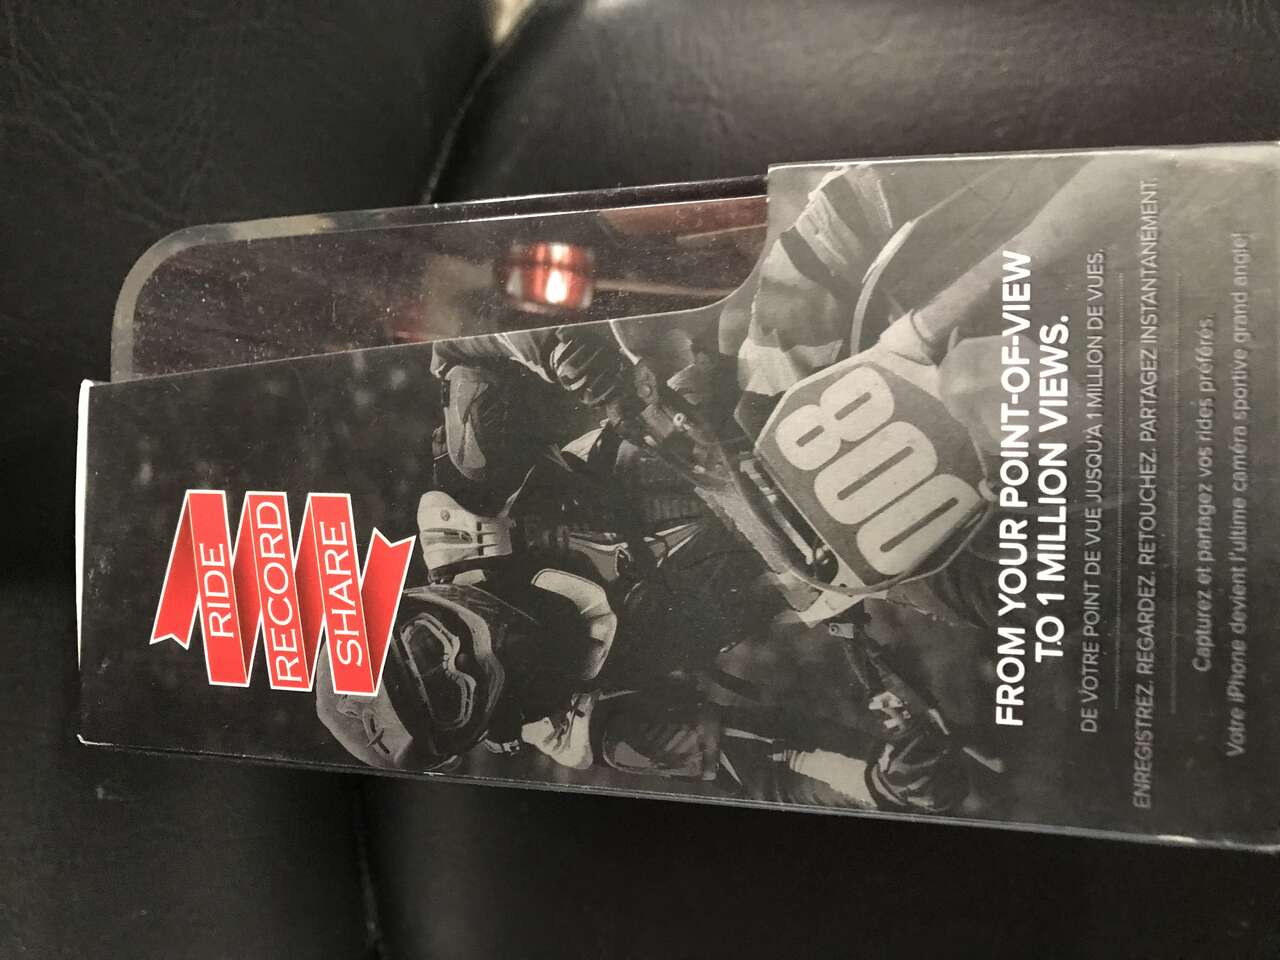 RIDE
RECORD
SHARE
800
FROM YOUR POINT-OF-VIEW
TO 1 MILLION VIEWS.
DE VOTRE POINT DE VUE JUSQU'À 1 MILLION DE VUES.
ENREGISTREZ. REGARDEZ. RETOUCHEZ. PARTAGEZ INSTANTANÉMENT.
Capturez et partagez vos rides préférés.
Votre iPhone devient l'ultime caméra sportive grand angle!